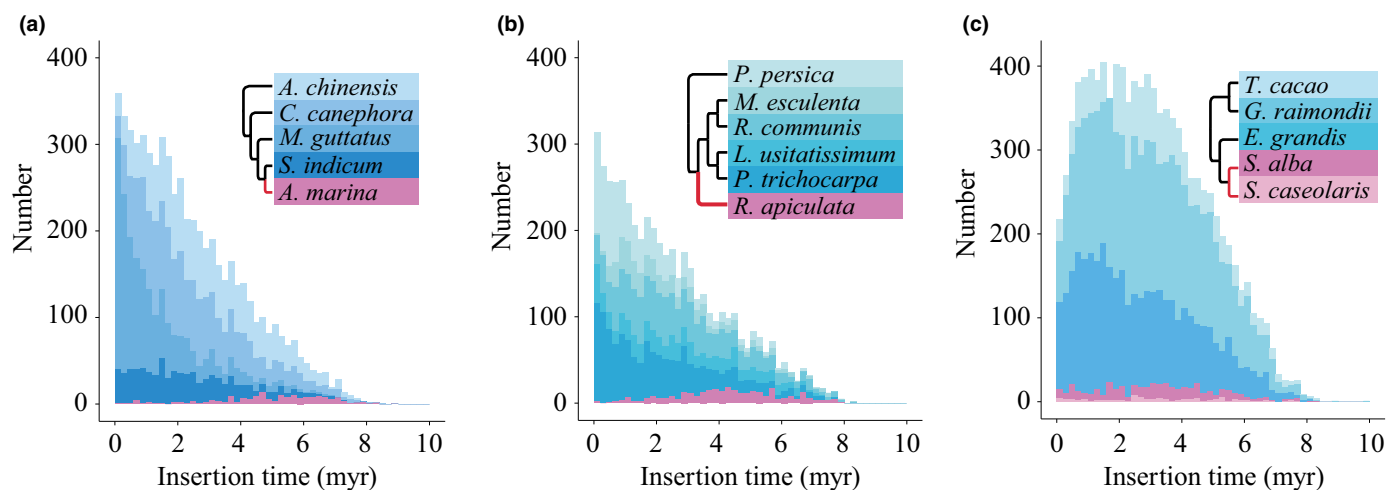 (a)
400
300
200
100
0
Number
0 2 4 6 8 10
Insertion time (myr)
A. chinensis
C. canephora
M. guttatus
S. indicum
A. marina
(b)
400
300
200
100
0
Number
0 2 4 6 8 10
Insertion time (myr)
P. persica
M. esculenta
R. communis
L. usitatissimum
P. trichocarpa
R. apiculata
(c)
400
300
200
100
0
Number
0 2 4 6 8 10
Insertion time (myr)
T. cacao
G. raimondii
E. grandis
S. alba
S. caseolaris